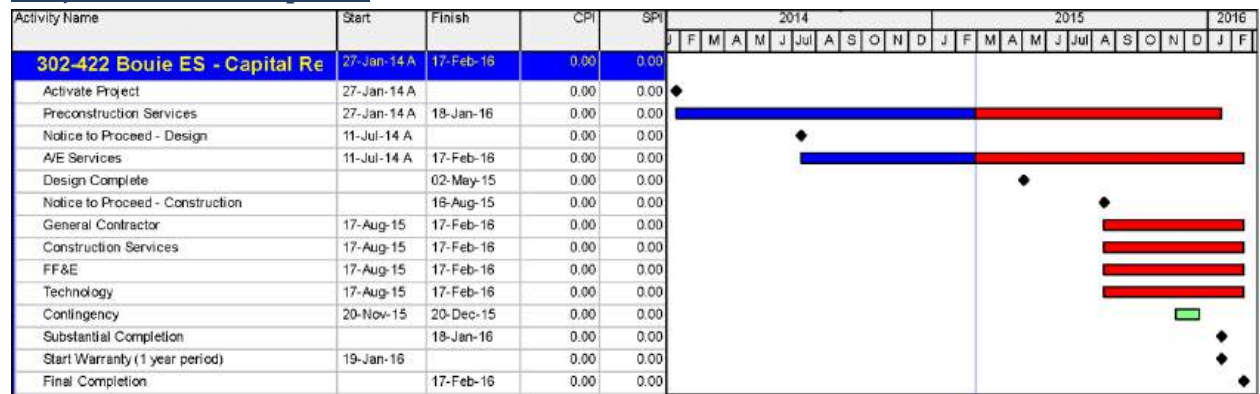 Activity Name Start Finish CPI SPI 2014 2015 2016
J F M A M J Jul A S O N D J F M A M J Jul A S O N D J F
302-422 Bouie ES - Capital Re 27-Jan-14 A 17-Feb-16 0.00 0.00
Activate Project 27-Jan-14 A 0.00 0.00
Preconstruction Services 27-Jan-14 A 18-Jan-16 0.00 0.00
Notice to Proceed - Design 11-Jul-14 A 0.00 0.00
A/E Services 11-Jul-14 A 17-Feb-16 0.00 0.00
Design Complete 02-May-15 0.00 0.00
Notice to Proceed - Construction 16-Aug-15 0.00 0.00
General Contractor 17-Aug-15 17-Feb-16 0.00 0.00
Construction Services 17-Aug-15 17-Feb-16 0.00 0.00
FF&E 17-Aug-15 17-Feb-16 0.00 0.00
Technology 17-Aug-15 17-Feb-16 0.00 0.00
Contingency 20-Nov-15 20-Dec-15 0.00 0.00
Substantial Completion 18-Jan-16 0.00 0.00
Start Warranty (1 year period) 19-Jan-16 0.00 0.00
Final Completion 17-Feb-16 0.00 0.00